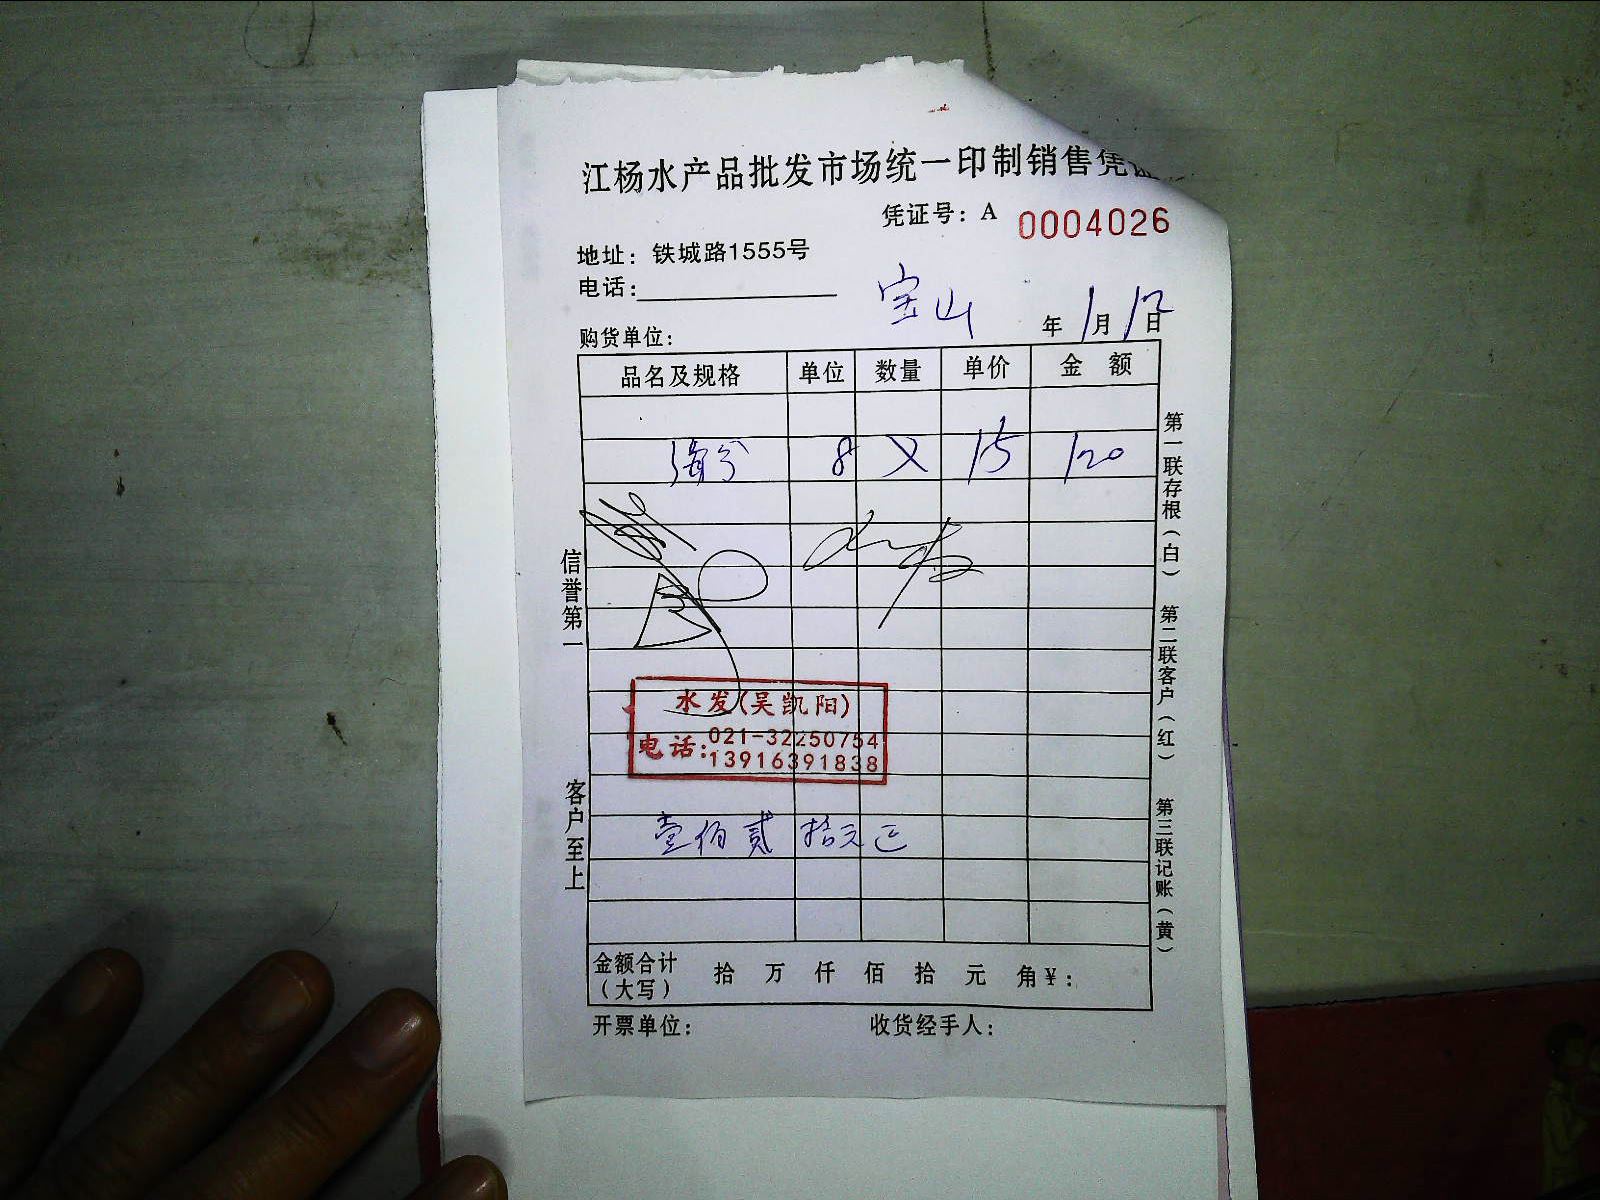 江杨水产品批发市场统一印制销售凭证
凭证号：A 0004026
地址：铁城路1555号
电话：
宝山
年 1月 12日
购货单位：
品名及规格 单位 数量 单价 金 额
8 15 120
水发(吴凯阳)
电话：021-32250754
13916391838
壹佰贰拾元正
金额合计 拾 万 仟 佰 拾 元 角¥：
（大写）
开票单位： 收货经手人：
信誉第一
客户至上
第一联存根（白）
第二联客户（红）
第三联记账（黄）